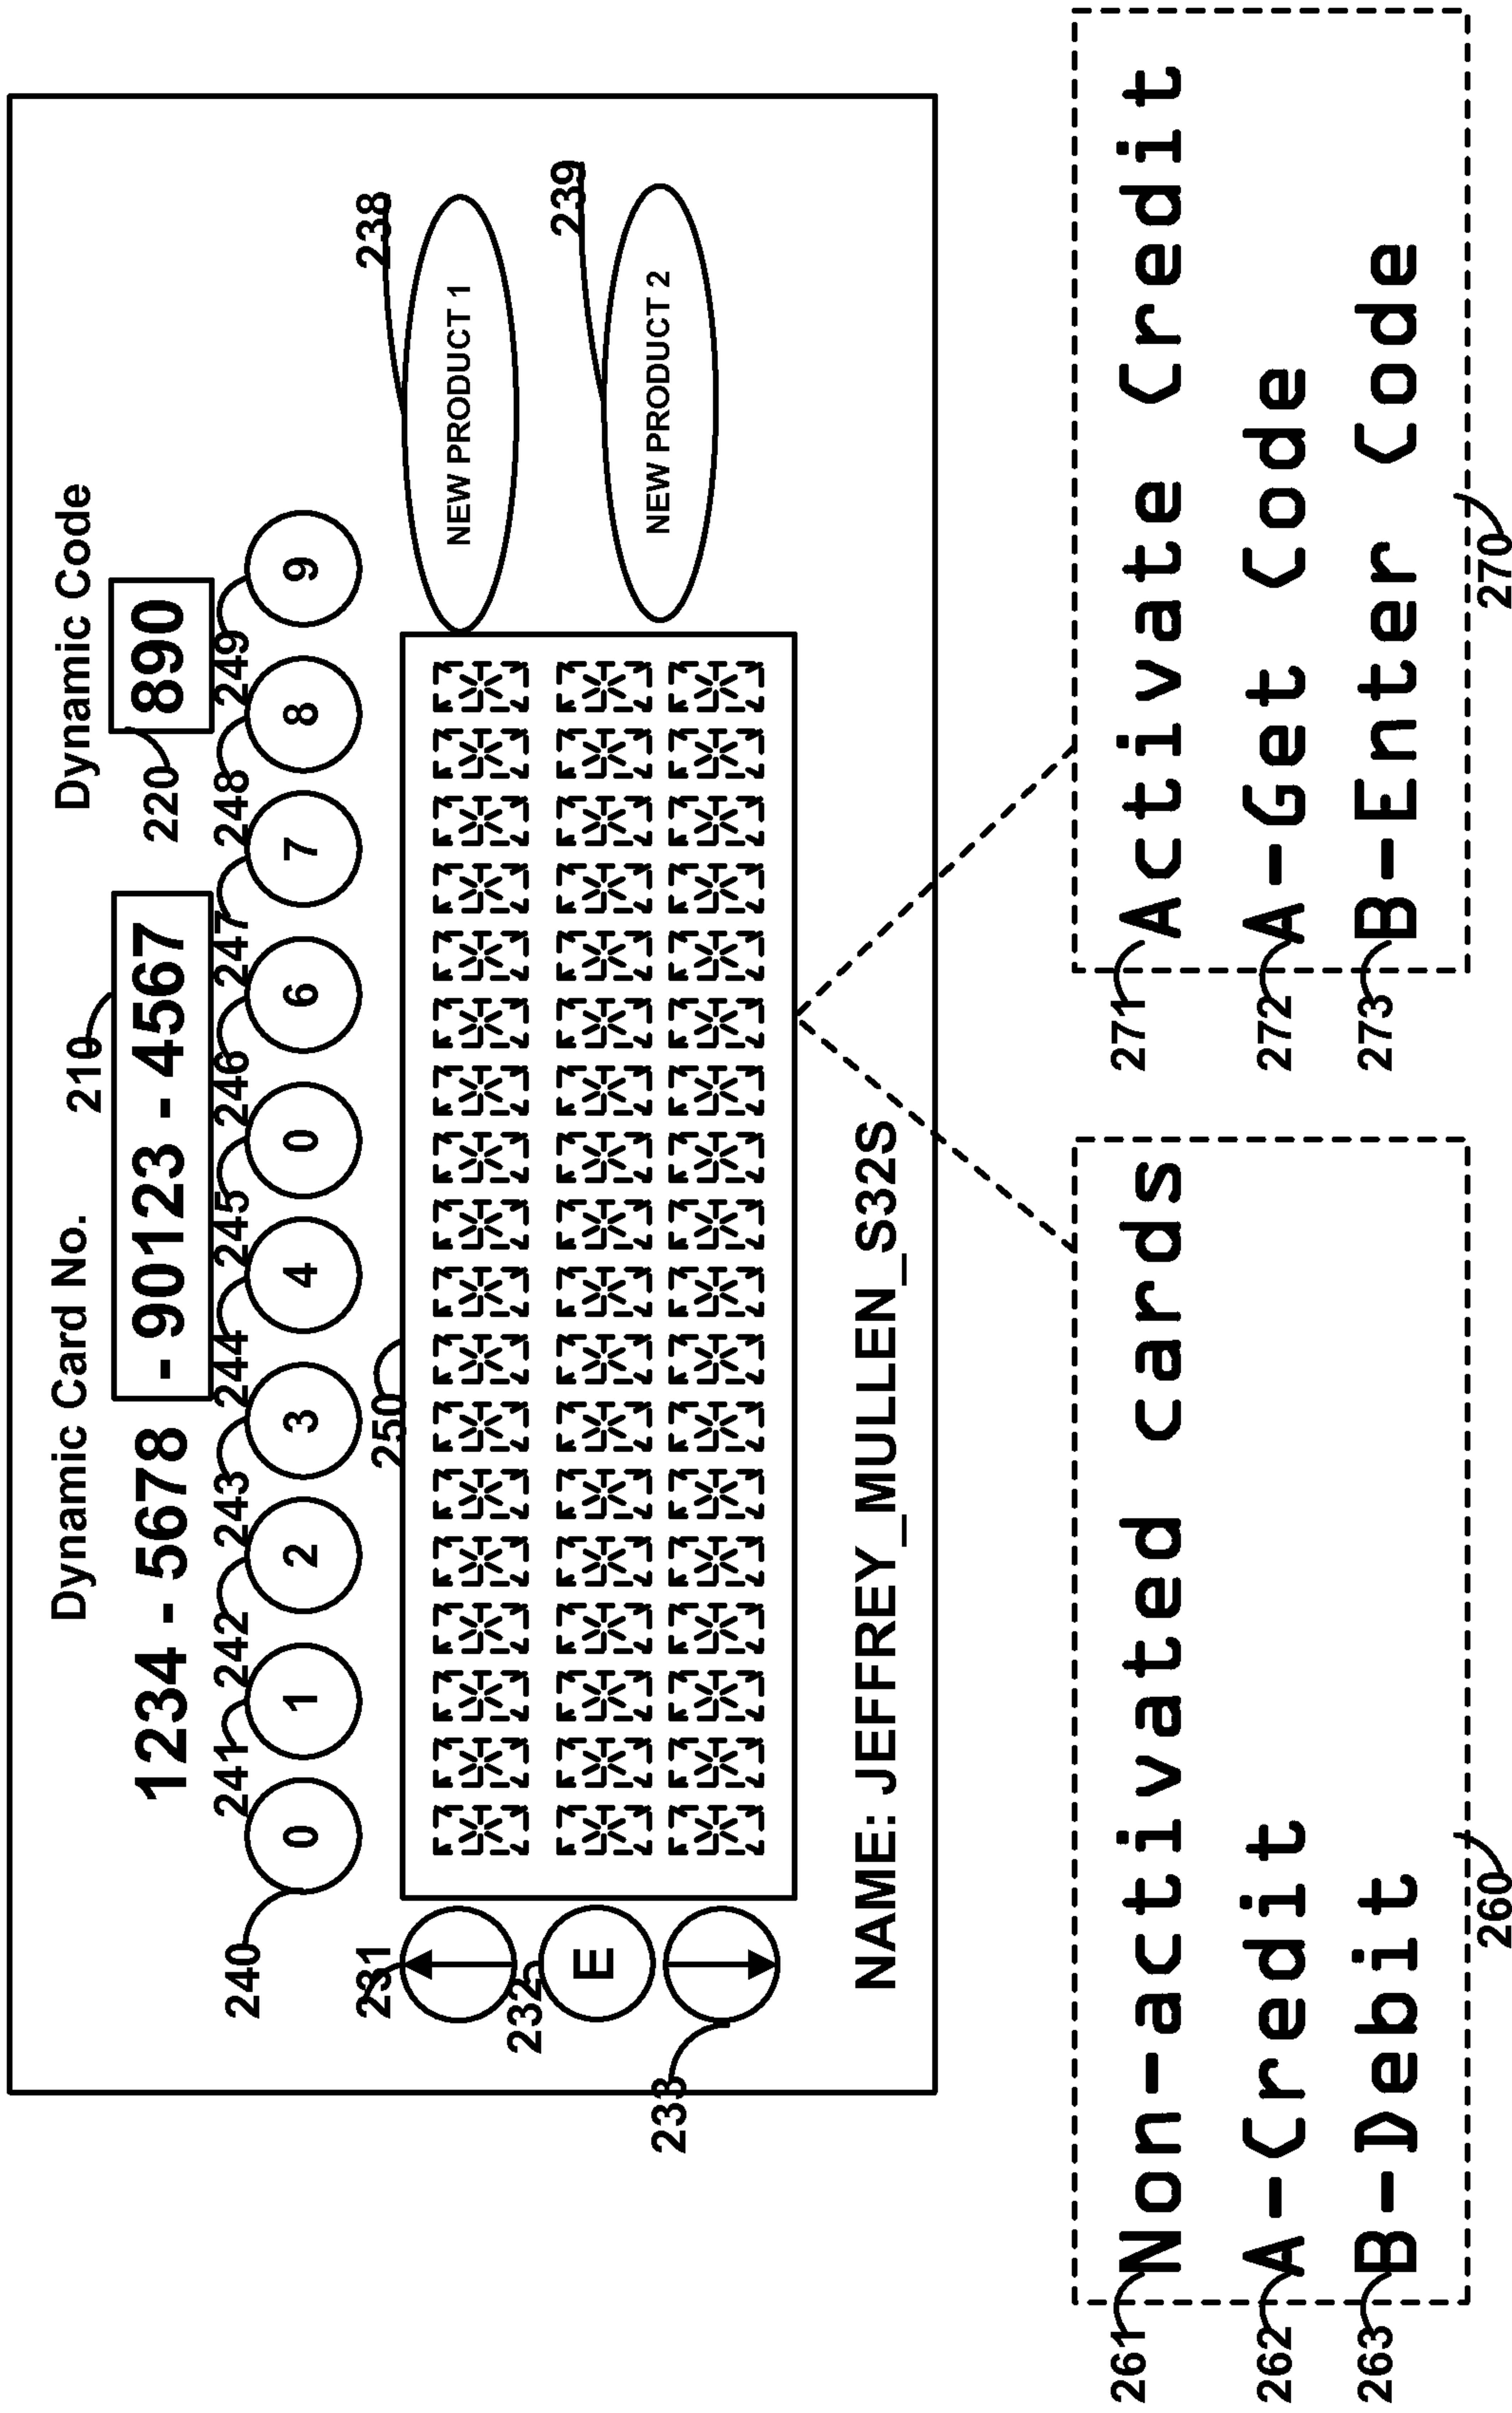 Dynamic Card No. 210 Dynamic Code
1234 - 5678 - 90123 - 4567 220 890
240 241 242 243 244 245 246 247 248 249
0 1 2 3 4 0 6 7 8 9
231 250 238
NEW PRODUCT 1
232 E 239
NEW PRODUCT 2
233
NAME: JEFFREY_MULLEN_S32S
261 Non-activated cards
262 A-Credit
263 B-Debit
260
271 Activate Credit
272 A-Get Code
273 B-Enter Code
270